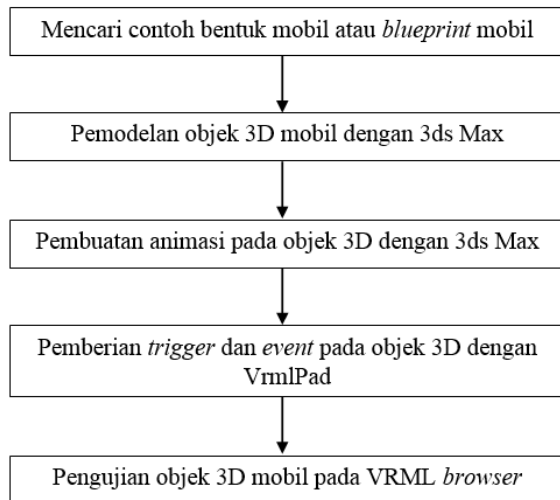 Mencari contoh bentuk mobil atau blueprint mobil
Pemodelan objek 3D mobil dengan 3ds Max
Pembuatan animasi pada objek 3D dengan 3ds Max
Pemberian trigger dan event pada objek 3D dengan
VrmlPad
Pengujian objek 3D mobil pada VRML browser